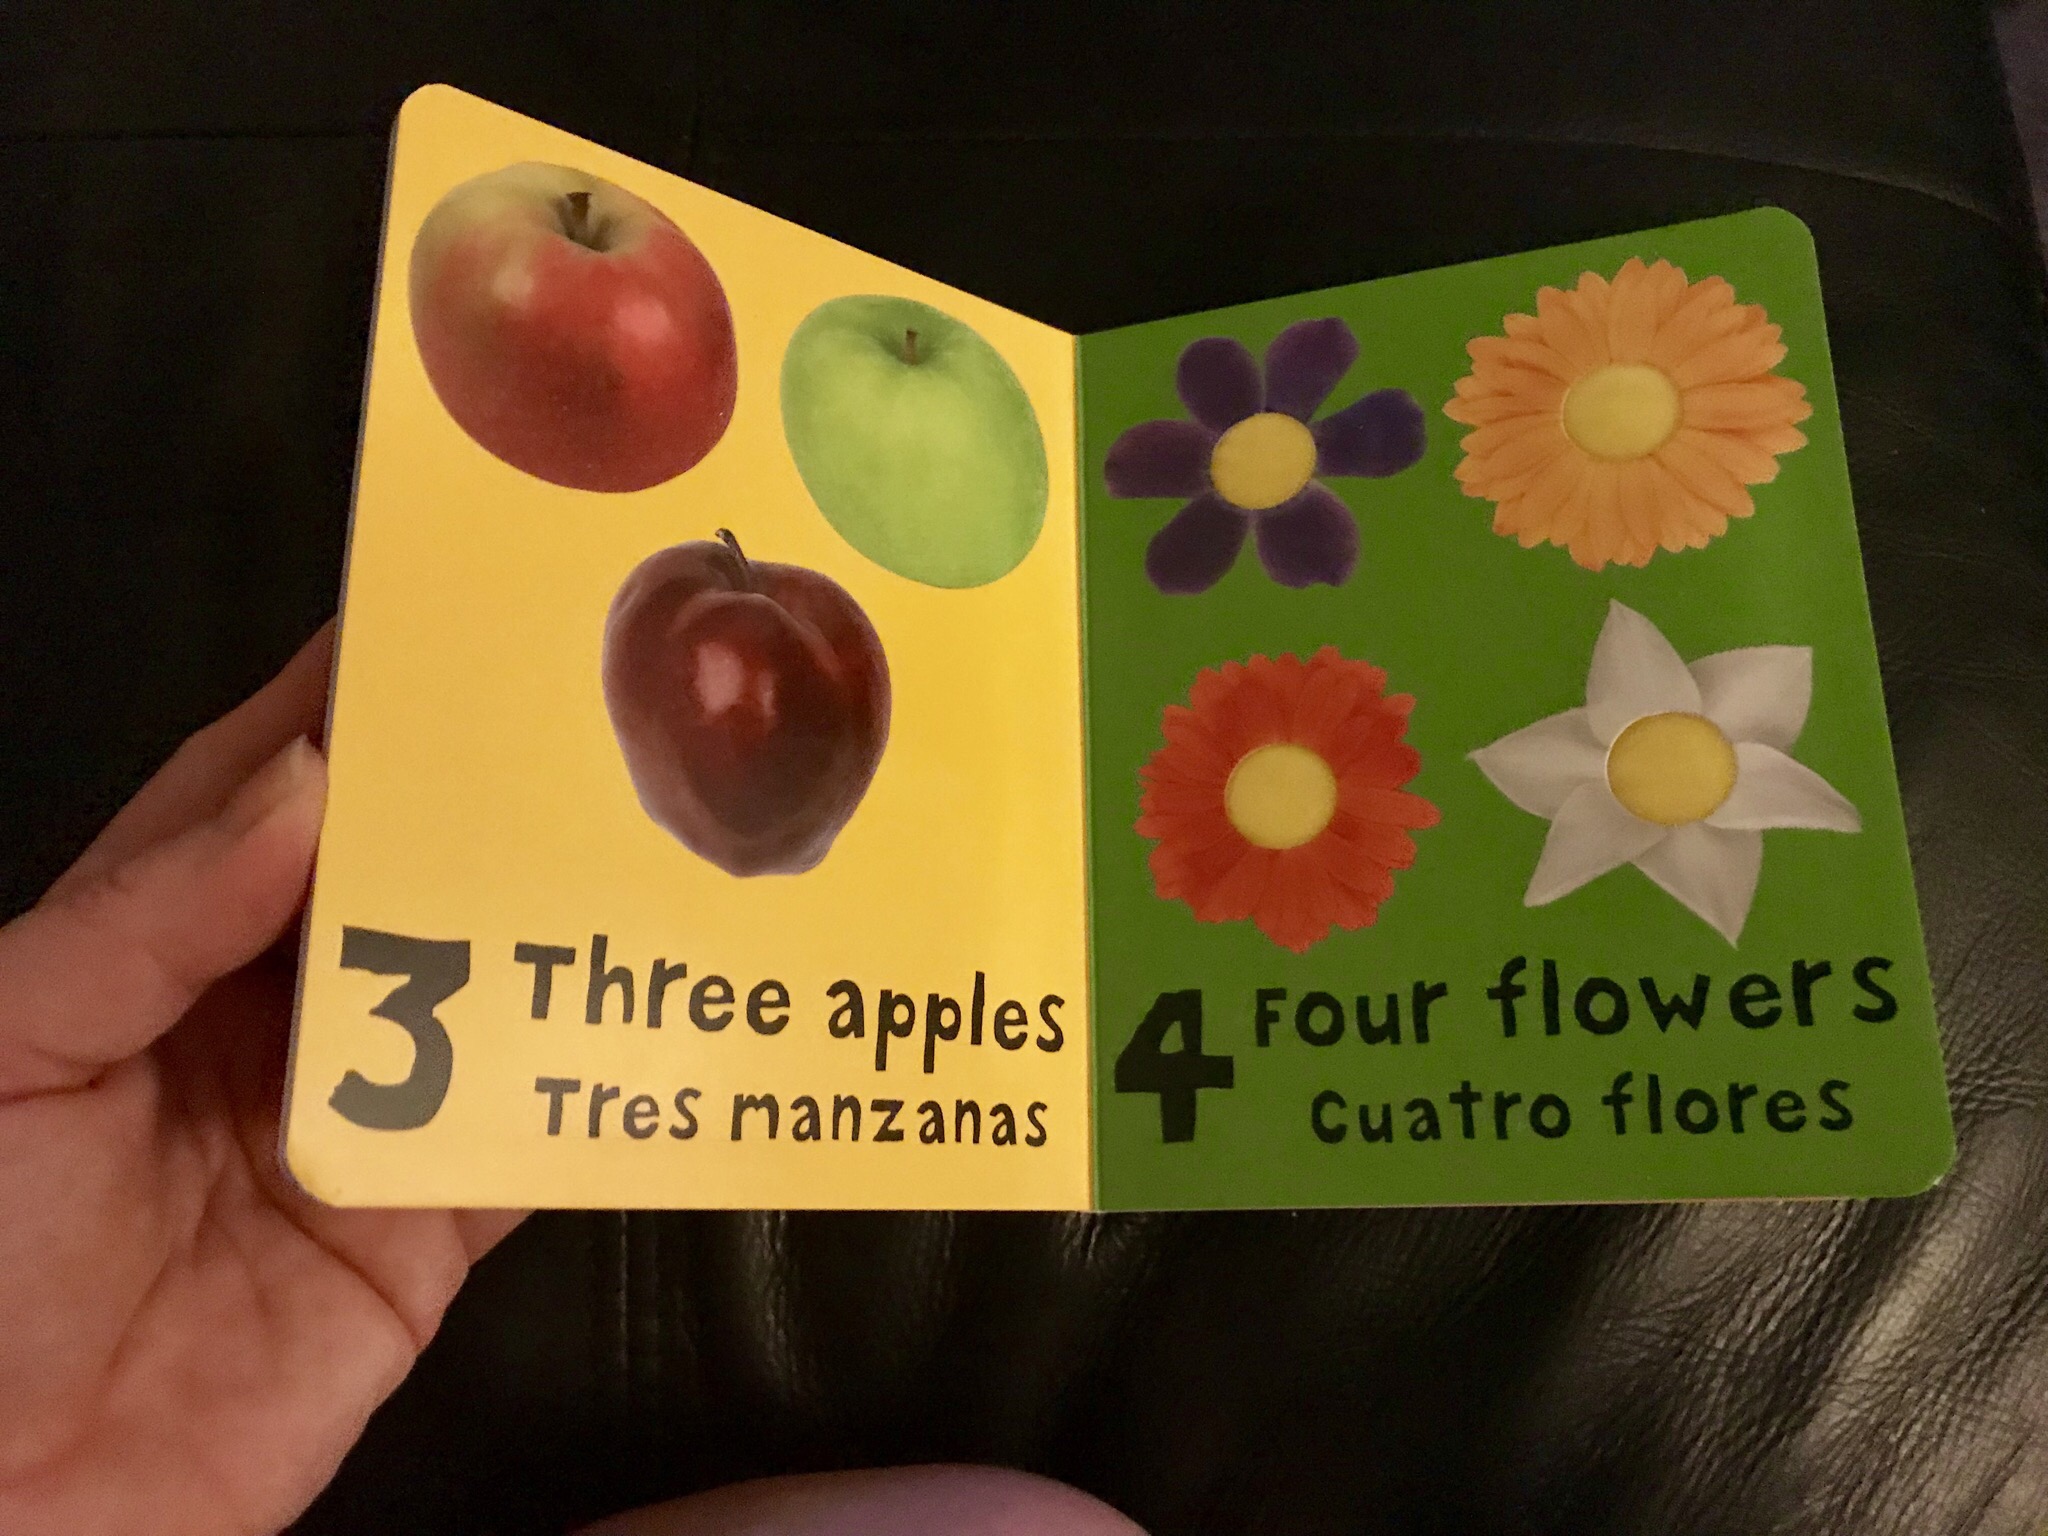 3 Three apples
Tres manzanas
4 Four flowers
Cuatro flores